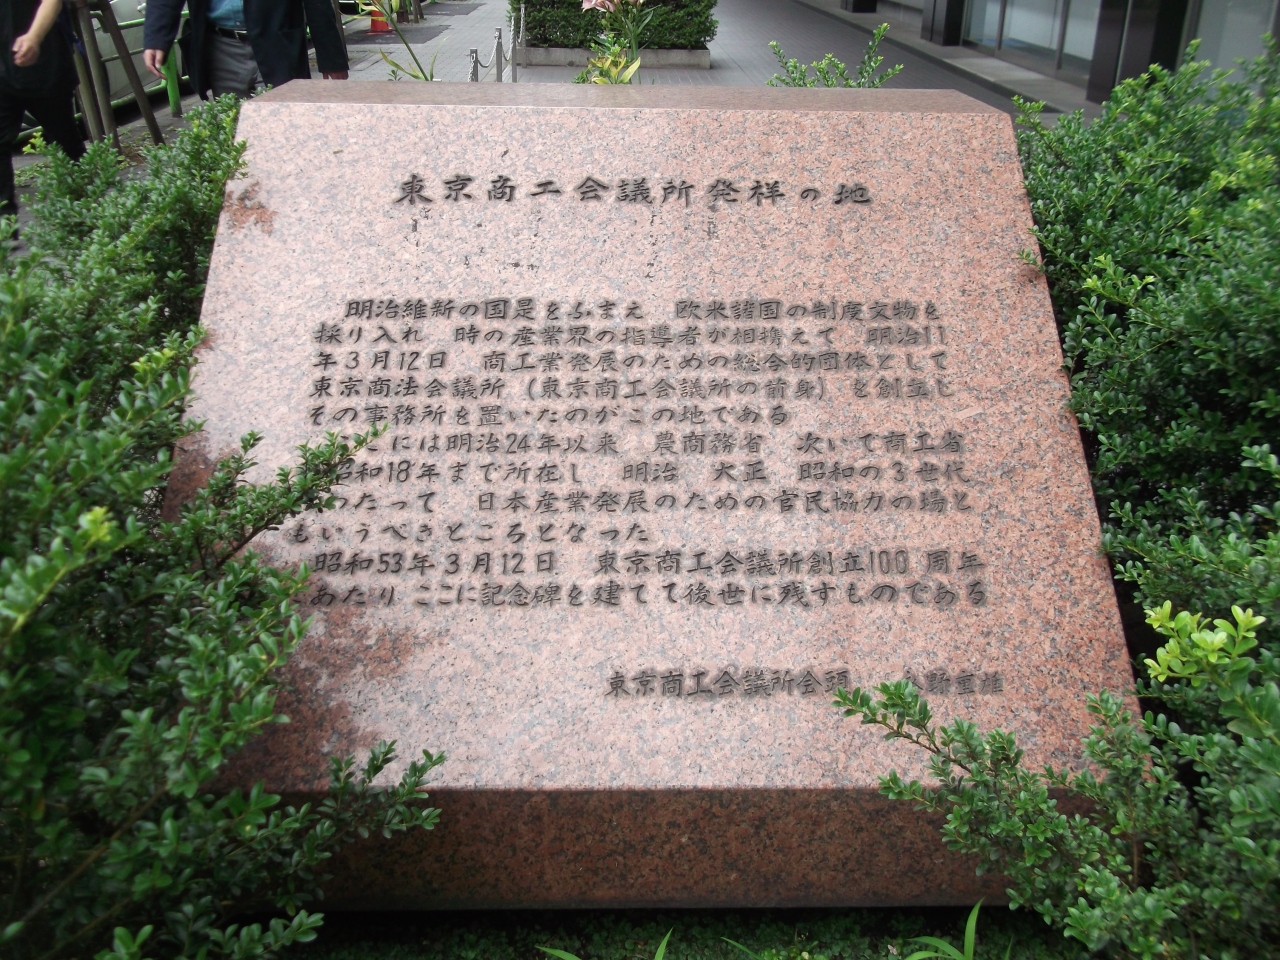 東京商工会議所発祥の地
明治維新の国是をふまえ 欧米諸国の制度文物を
採り入れ 時の産業界の指導者が相携えて 明治11
年3月12日 商工業発展のための総合的団体として
東京商法会議所（東京商工会議所の前身）を創立し
その事務所を置いたのがこの地である
こには明治24年以来 農商務省 次いで商工省
昭和18年まで所在し 明治 大正 昭和の3世代
わたって 日本産業発展のための官民協力の場と
もいうべきところとなった
昭和53年3月12日 東京商工会議所創立100周年
あたり ここに記念碑を建てて後世に残すものである
東京商工会議所会頭 野重雄